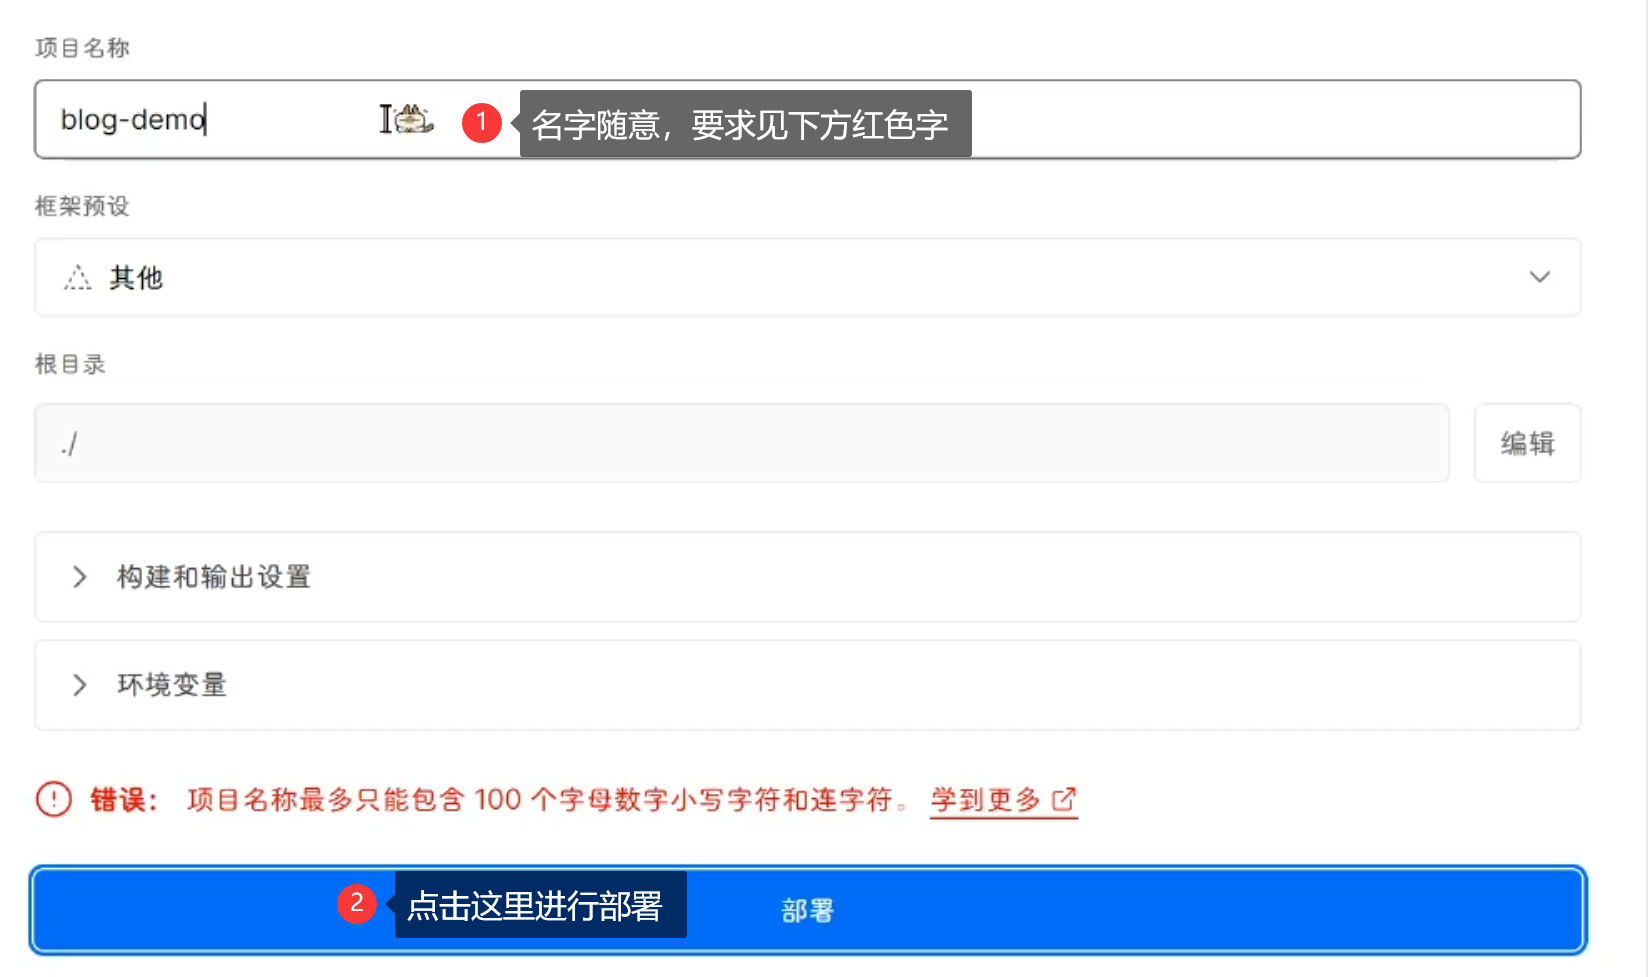 项目名称
blog-demo
1 名字随意，要求见下方红色字
框架预设
其他
根目录
./
编辑
构建和输出设置
环境变量
错误： 项目名称最多只能包含 100 个字母数字小写字符和连字符。 学到更多
2 点击这里进行部署
部署